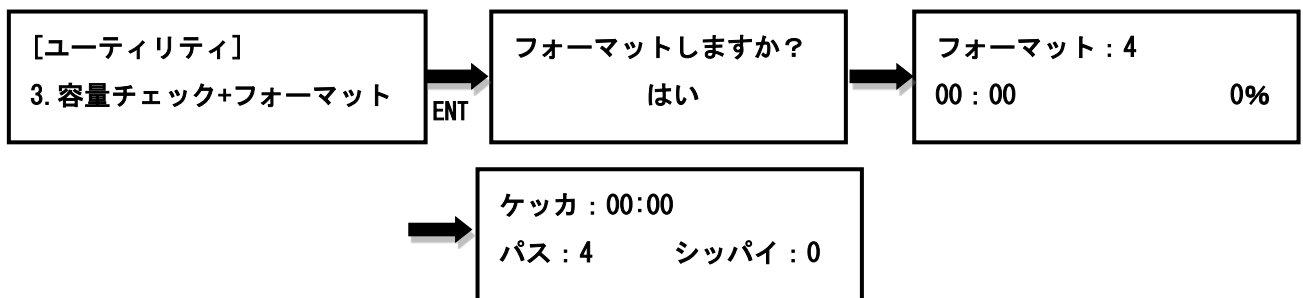 [ユーティリティ]
3.容量チェック+フォーマット
ENT
フォーマットしますか？
はい
フォーマット：4
00：00 0%
ケッカ：00:00
パス：4 シッパイ：0